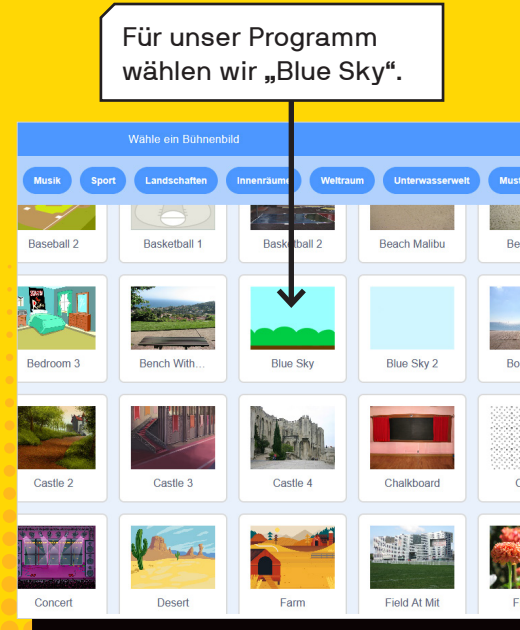 Für unser Programm
wählen wir „Blue Sky“.
Wähle ein Bühnenbild
Musik Sport Landschaften Innenräume Weltraum Unterwasserwelt
Baseball 2 Basketball 1 Basketball 2 Beach Malibu
Bedroom 3 Bench With... Blue Sky Blue Sky 2
Castle 2 Castle 3 Castle 4 Chalkboard
Concert Desert Farm Field At Mit